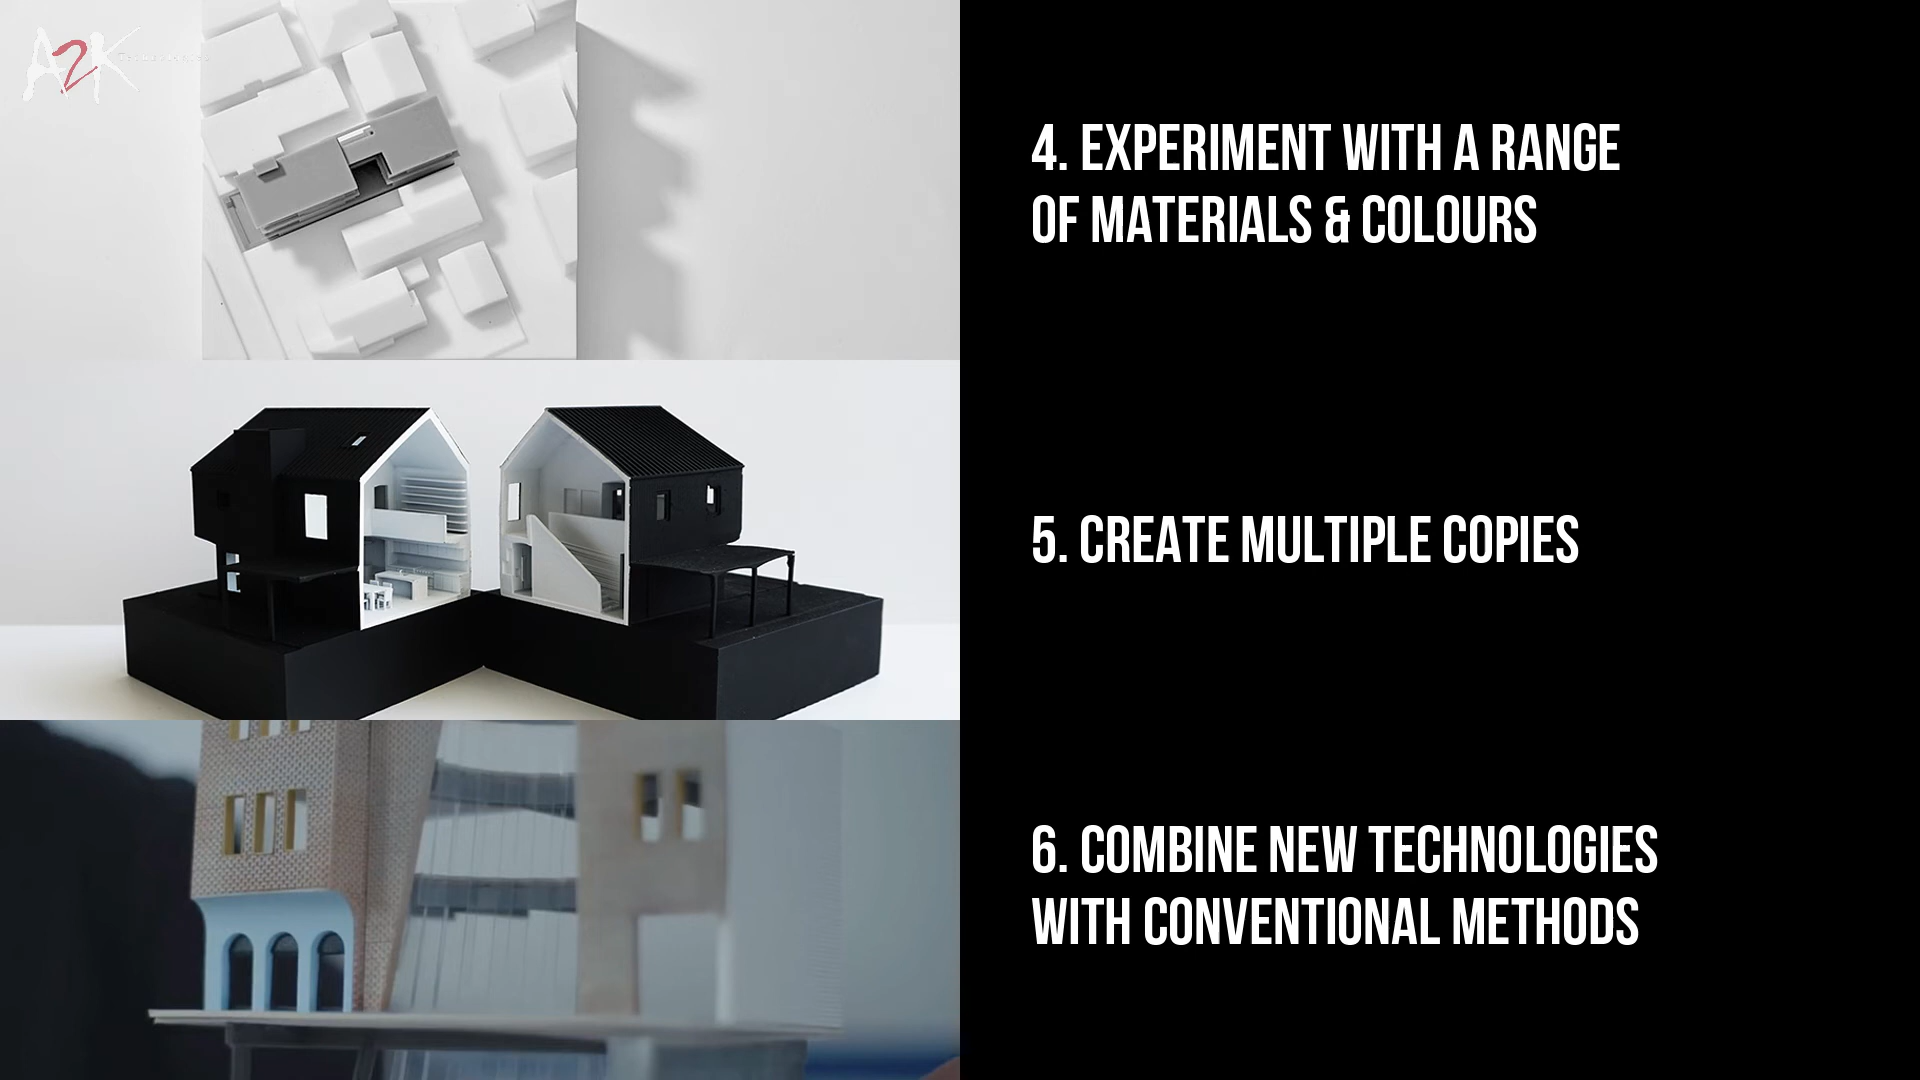 A2K
Technologies
4. EXPERIMENT WITH A RANGE
OF MATERIALS & COLOURS
5. CREATE MULTIPLE COPIES
6. COMBINE NEW TECHNOLOGIES
WITH CONVENTIONAL METHODS